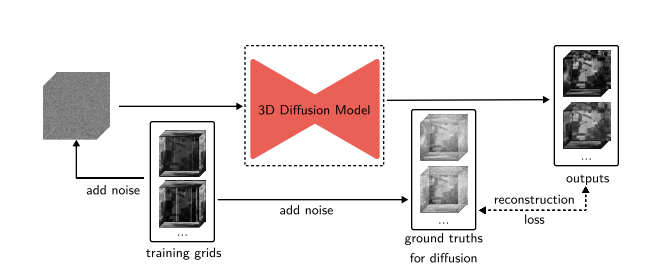 3D Diffusion Model
...
outputs
add noise
add noise
reconstruction
loss
...
...
training grids
ground truths
for diffusion